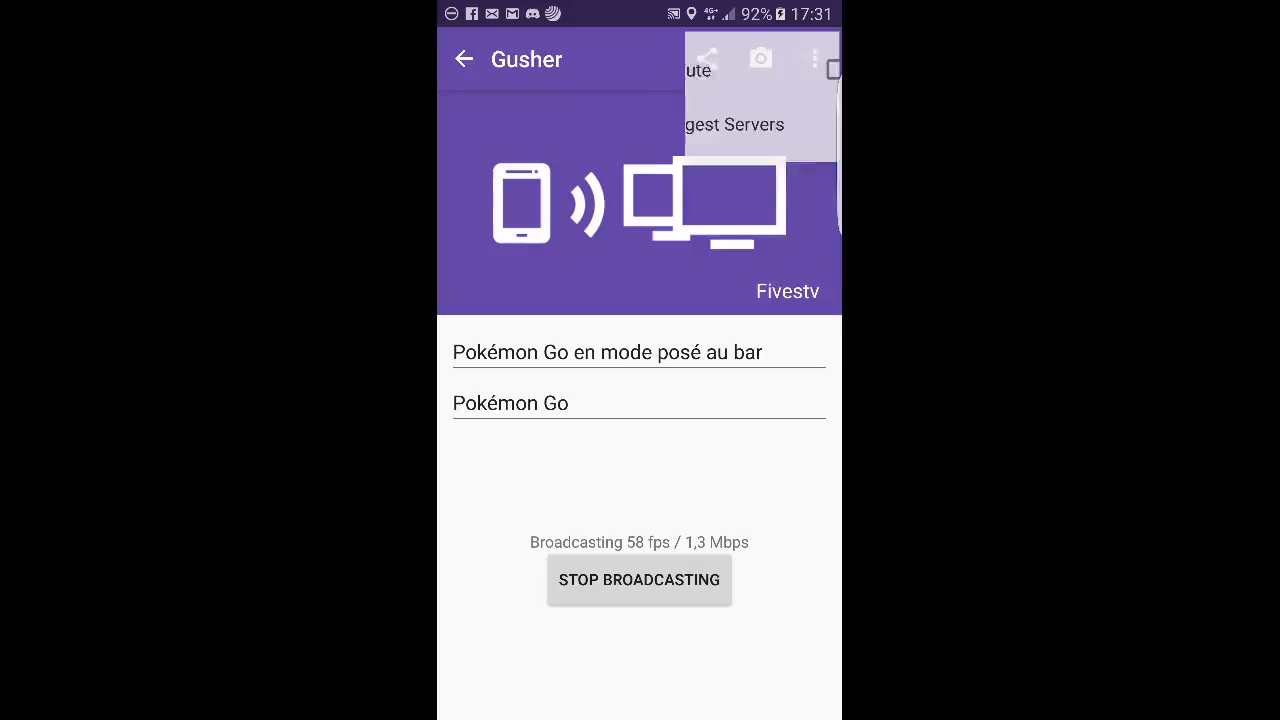 4G+ 92% 17:31
Gusher
ute
gest Servers
Fivestv
Pokémon Go en mode posé au bar
Pokémon Go
Broadcasting 58 fps / 1,3 Mbps
STOP BROADCASTING